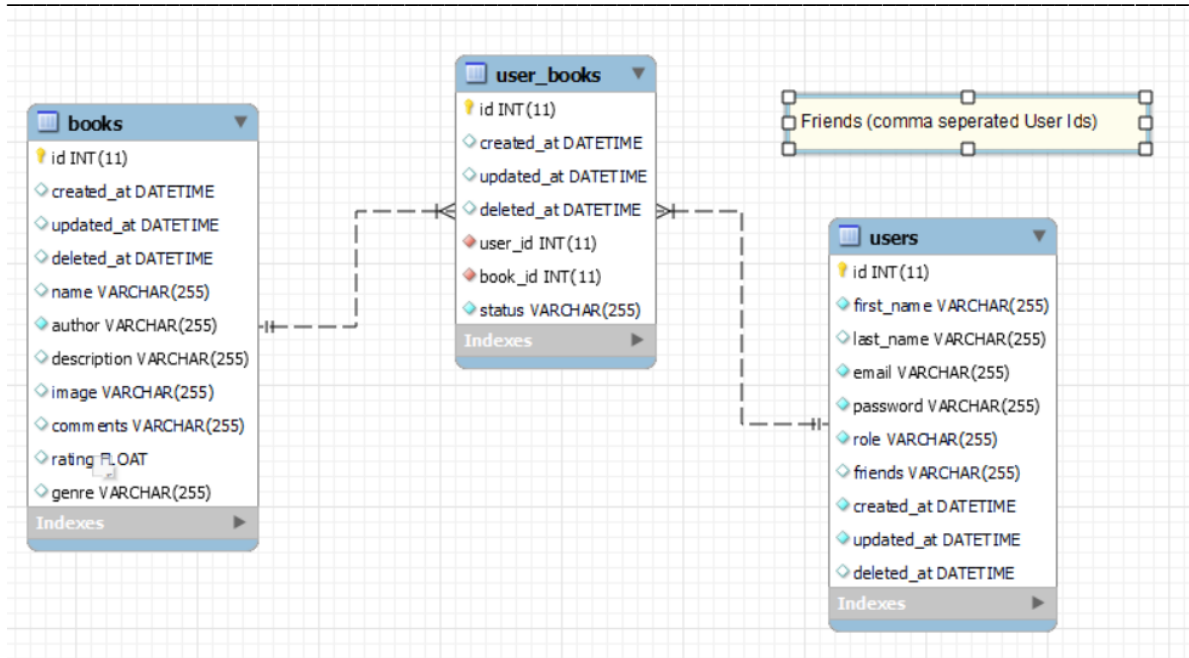 books
id INT(11)
created_at DATETIME
updated_at DATETIME
deleted_at DATETIME
name VARCHAR(255)
author VARCHAR(255)
description VARCHAR(255)
image VARCHAR(255)
comments VARCHAR(255)
rating FLOAT
genre VARCHAR(255)
Indexes
user_books
id INT(11)
created_at DATETIME
updated_at DATETIME
deleted_at DATETIME
user_id INT(11)
book_id INT(11)
status VARCHAR(255)
Indexes
Friends (comma seperated User Ids)
users
id INT(11)
first_name VARCHAR(255)
last_name VARCHAR(255)
email VARCHAR(255)
password VARCHAR(255)
role VARCHAR(255)
friends VARCHAR(255)
created_at DATETIME
updated_at DATETIME
deleted_at DATETIME
Indexes